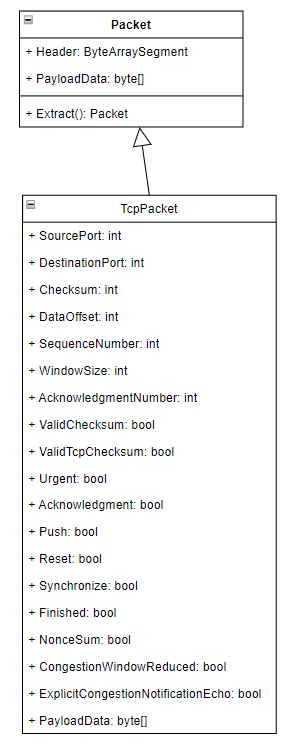 Packet
+ Header: ByteArraySegment
+ PayloadData: byte[]
+ Extract(): Packet
TcpPacket
+ SourcePort: int
+ DestinationPort: int
+ Checksum: int
+ DataOffset: int
+ SequenceNumber: int
+ WindowSize: int
+ AcknowledgmentNumber: int
+ ValidChecksum: bool
+ ValidTcpChecksum: bool
+ Urgent: bool
+ Acknowledgment: bool
+ Push: bool
+ Reset: bool
+ Synchronize: bool
+ Finished: bool
+ NonceSum: bool
+ CongestionWindowReduced: bool
+ ExplicitCongestionNotificationEcho: bool
+ PayloadData: byte[]